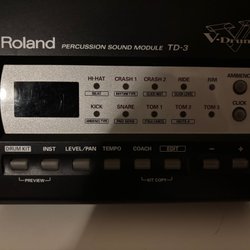 Roland PERCUSSION SOUND MODULE TD-3
V-Drums
HI-HAT CRASH 1 CRASH 2 RIDE RIM
AMBIENCE
KICK SNARE TOM 1 TOM 2 TOM 3
CLICK
DRUM KIT INST LEVEL/PAN TEMPO COACH EDIT − +
PREVIEW KIT COPY